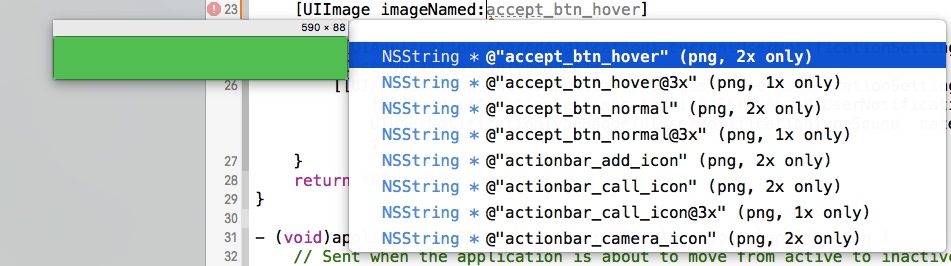 23 [UIImage imageNamed:accept_btn_hover]
590 × 88
NSString * @"accept_btn_hover" (png, 2x only)
NSString * @"accept_btn_hover@3x" (png, 1x only)
26 [
NSString * @"accept_btn_normal" (png, 2x only)
NSString * @"accept_btn_normal@3x" (png, 1x only)
NSString * @"actionbar_add_icon" (png, 2x only)
27 }
28 return
NSString * @"actionbar_call_icon" (png, 2x only)
29 }
NSString * @"actionbar_call_icon@3x" (png, 1x only)
30
31 - (void)appl
NSString * @"actionbar_camera_icon" (png, 2x only)
32 // Sent when the application is about to move from active to inactiv